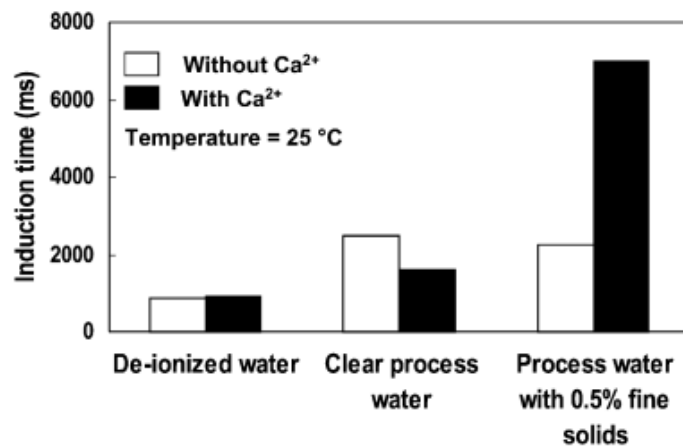 8000
6000
4000
2000
0
Induction time (ms)
Without Ca²⁺
With Ca²⁺
Temperature = 25 °C
De-ionized water
Clear process
water
Process water
with 0.5% fine
solids